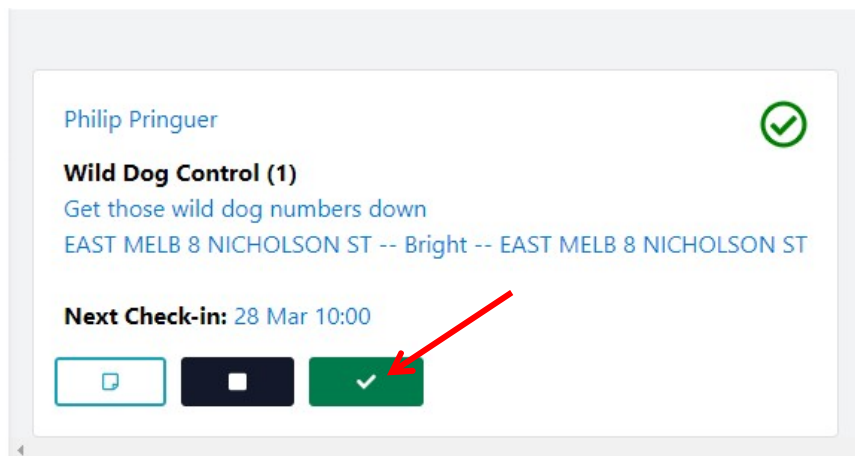 Philip Pringuer
Wild Dog Control (1)
Get those wild dog numbers down
EAST MELB 8 NICHOLSON ST -- Bright -- EAST MELB 8 NICHOLSON ST
Next Check-in: 28 Mar 10:00